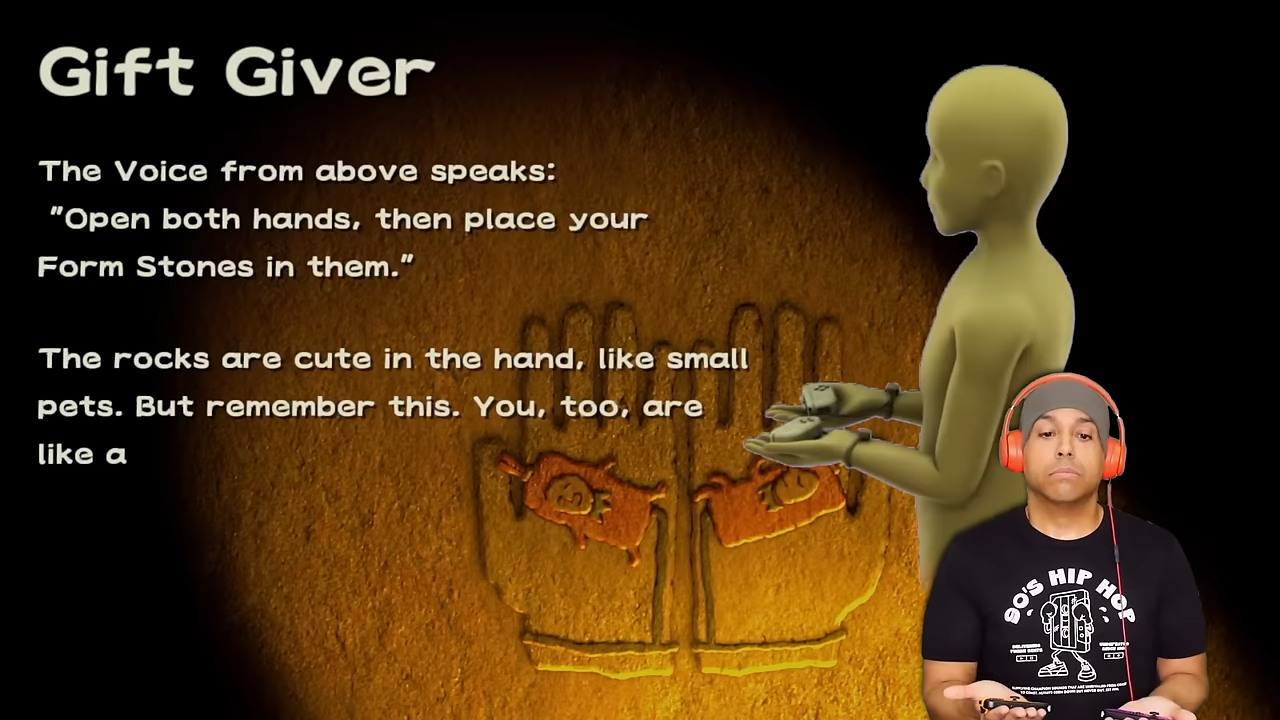 Gift Giver
The Voice from above speaks:
"Open both hands, then place your
Form Stones in them."
The rocks are cute in the hand, like small
pets. But remember this. You, too, are
like a
90'S HIP HOP